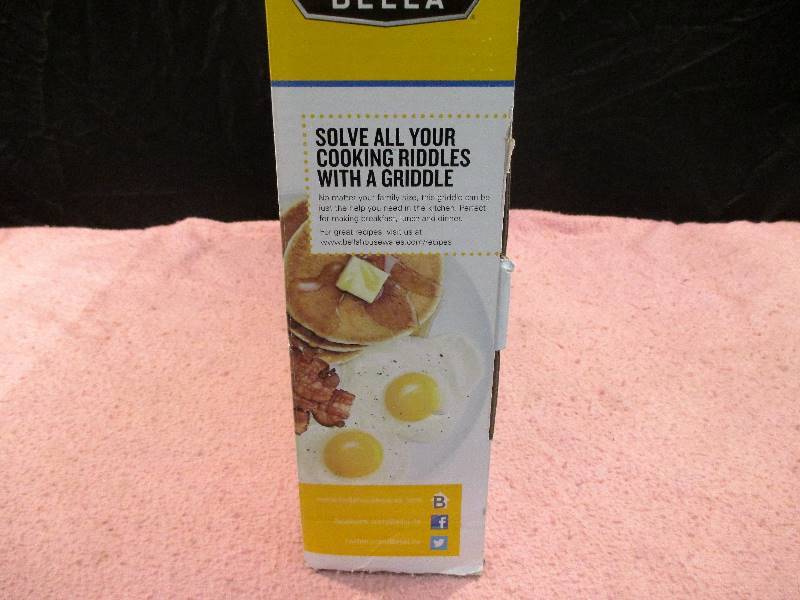 BELLA
SOLVE ALL YOUR
COOKING RIDDLES
WITH A GRIDDLE
No matter your family size, this griddle can be
just the help you need in the kitchen. Perfect
for making breakfast, lunch and dinner.
For great recipes, visit us at
www.bellahousewares.com/recipes
B
f